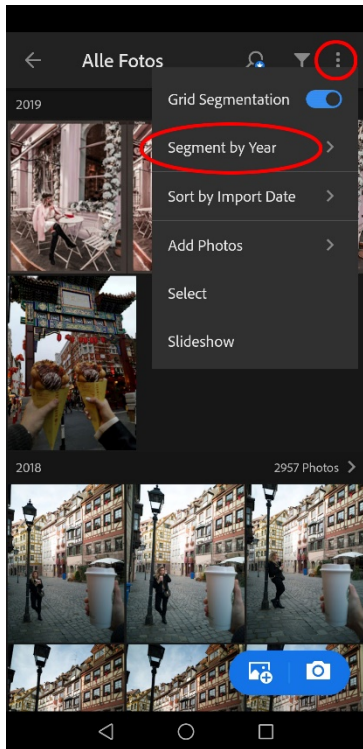 Alle Fotos
2019
Grid Segmentation
Segment by Year
Sort by Import Date
Add Photos
Select
Slideshow
2018
2957 Photos